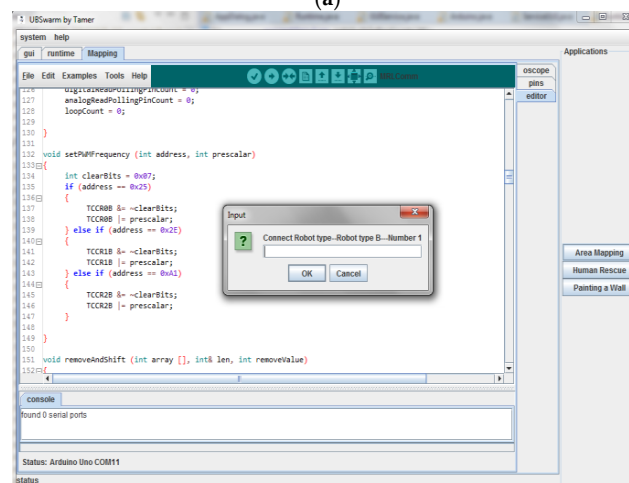 (a)
UBSwarm by Tamer
system help
gui runtime Mapping
Applications
File Edit Examples Tools Help
oscope
pins
editor
126 digitalReadPollingPinCount = 0;
127 analogReadPollingPinCount = 0;
128 loopCount = 0;
129
130 }
131
132 void setPWMFrequency (int address, int prescalar)
133 {
134 int clearBits = 0x07;
135 if (address == 0x25)
136 {
137 TCCR0B &= ~clearBits;
138 TCCR0B |= prescalar;
139 } else if (address == 0x2E)
140 {
141 TCCR1B &= ~clearBits;
142 TCCR1B |= prescalar;
143 } else if (address == 0xA1)
144 {
145 TCCR2B &= ~clearBits;
146 TCCR2B |= prescalar;
147 }
148
149 }
150
151 void removeAndShift (int array [], int& len, int removeValue)
152 {
Input
Connect Robot type--Robot type B---Number 1
OK Cancel
Area Mapping
Human Rescue
Painting a Wall
console
found 0 serial ports
Status: Arduino Uno COM11
status